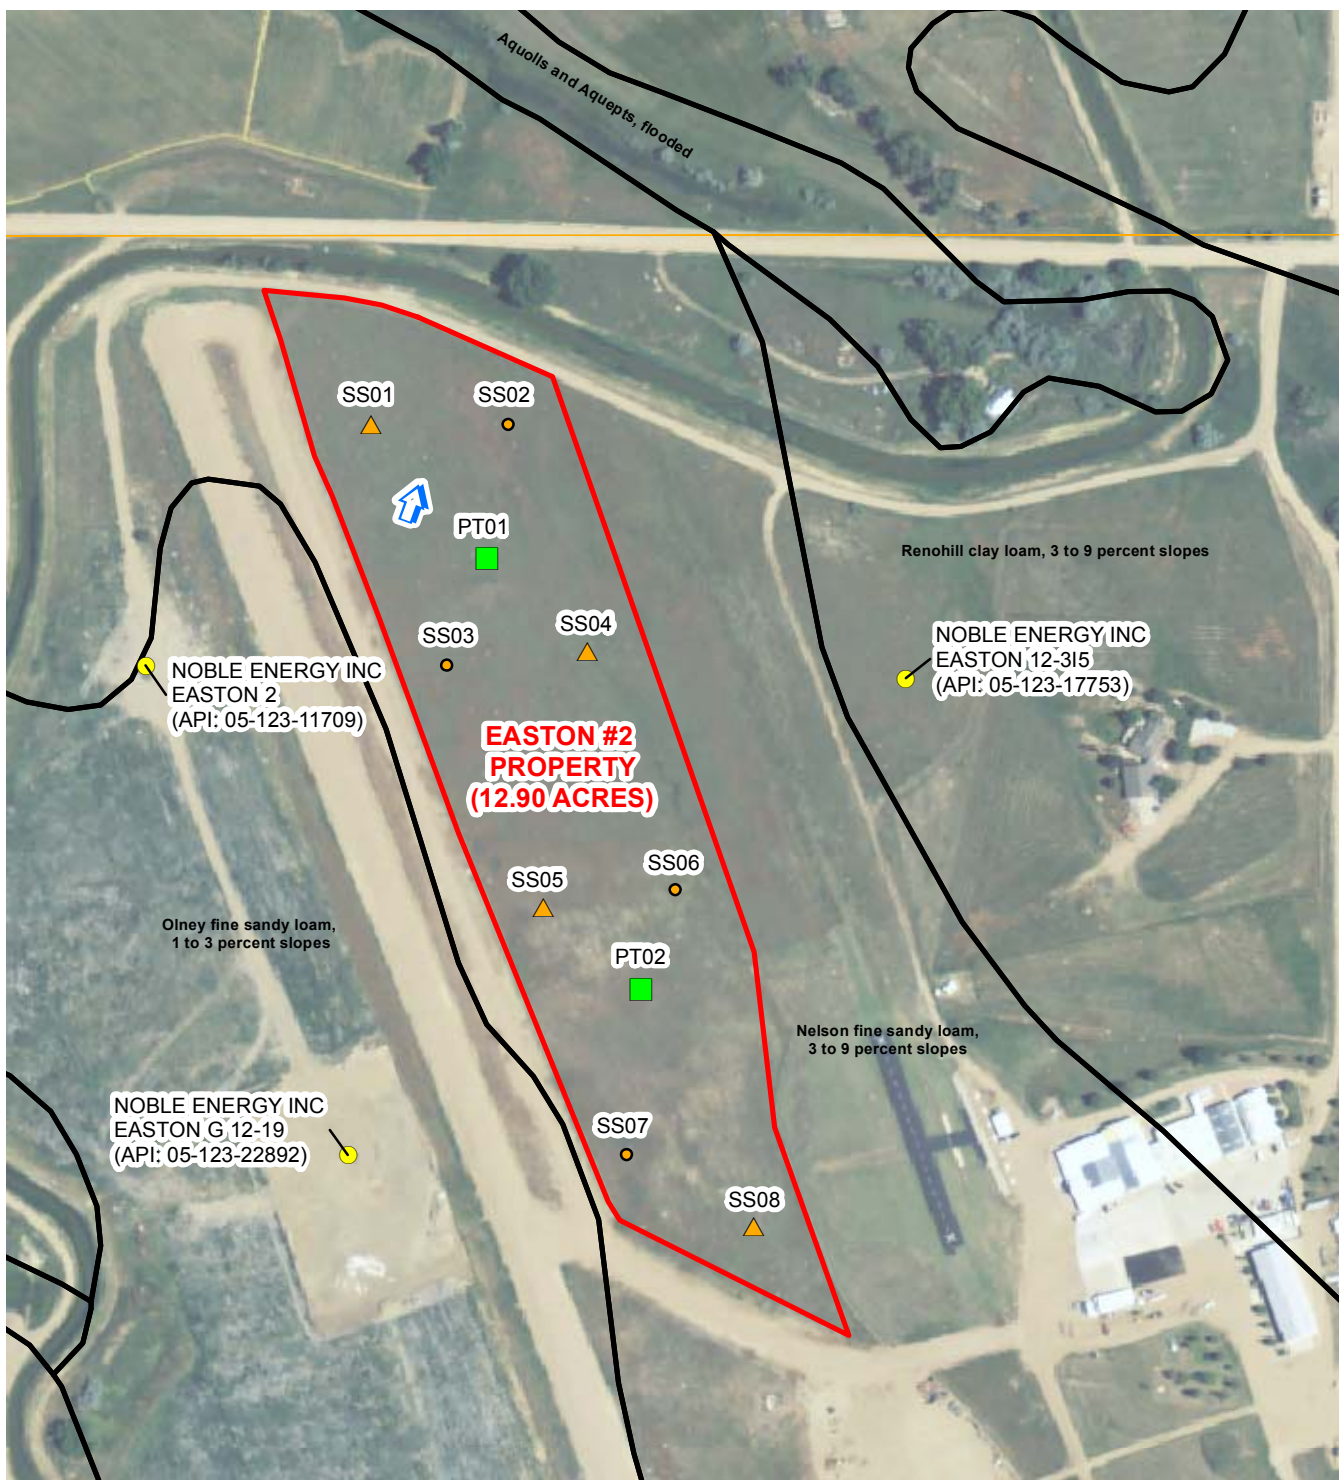 Aquolls and Aquepts, flooded
SS01
SS02
PT01
Renohill clay loam, 3 to 9 percent slopes
SS03
SS04
NOBLE ENERGY INC
EASTON 12-3I5
(API: 05-123-17753)
NOBLE ENERGY INC
EASTON 2
(API: 05-123-11709)
EASTON #2
PROPERTY
(12.90 ACRES)
SS05
SS06
Olney fine sandy loam,
1 to 3 percent slopes
PT02
Nelson fine sandy loam,
3 to 9 percent slopes
NOBLE ENERGY INC
EASTON G 12-19
(API: 05-123-22892)
SS07
SS08